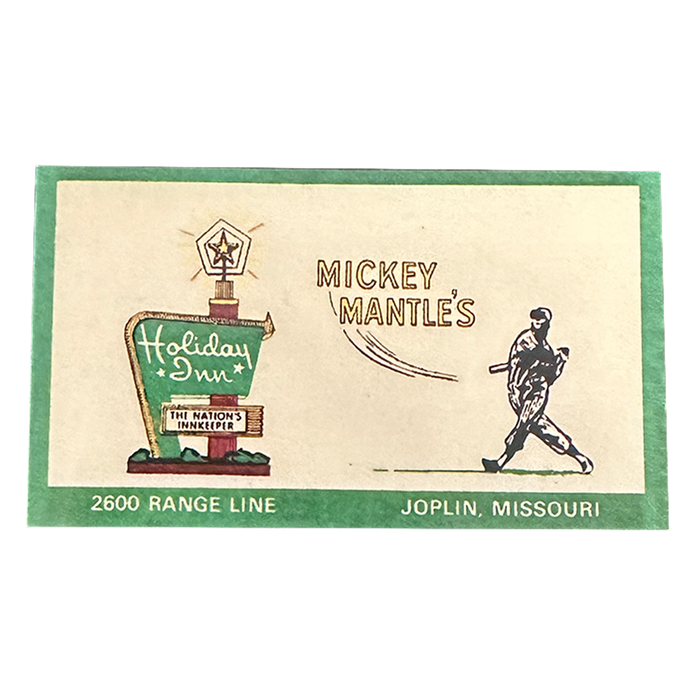 Holiday
Inn
THE NATION'S
INNKEEPER
MICKEY
MANTLE'S
2600 RANGE LINE
JOPLIN, MISSOURI